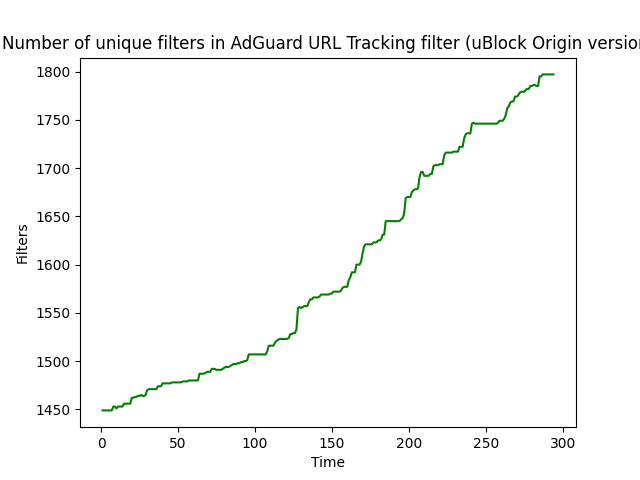 Number of unique filters in AdGuard URL Tracking filter (uBlock Origin version
1800
1750
1700
1650
1600
1550
1500
1450
Filters
0 50 100 150 200 250 300
Time